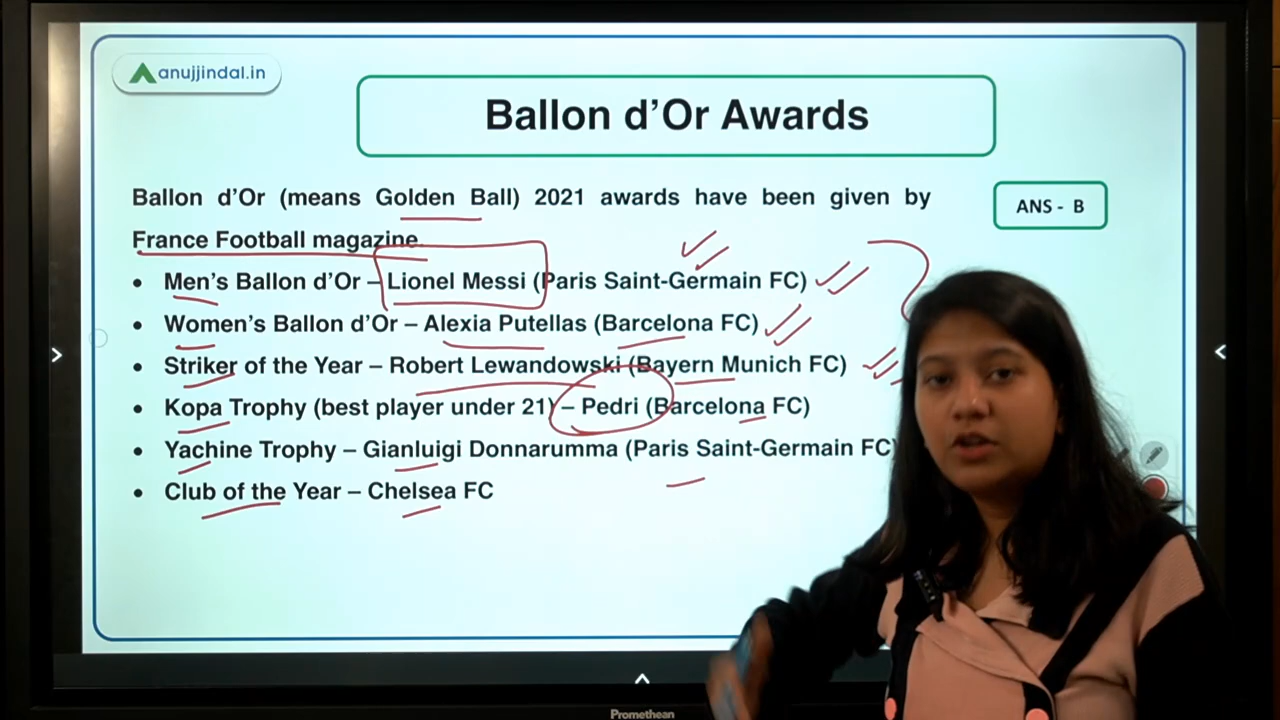 anujjindal.in
Ballon d’Or Awards
Ballon d’Or (means Golden Ball) 2021 awards have been given by
France Football magazine.
ANS - B
• Men’s Ballon d’Or – Lionel Messi (Paris Saint-Germain FC)
• Women’s Ballon d’Or – Alexia Putellas (Barcelona FC)
• Striker of the Year – Robert Lewandowski (Bayern Munich FC)
• Kopa Trophy (best player under 21) – Pedri (Barcelona FC)
• Yachine Trophy – Gianluigi Donnarumma (Paris Saint-Germain FC)
• Club of the Year – Chelsea FC
Promethean